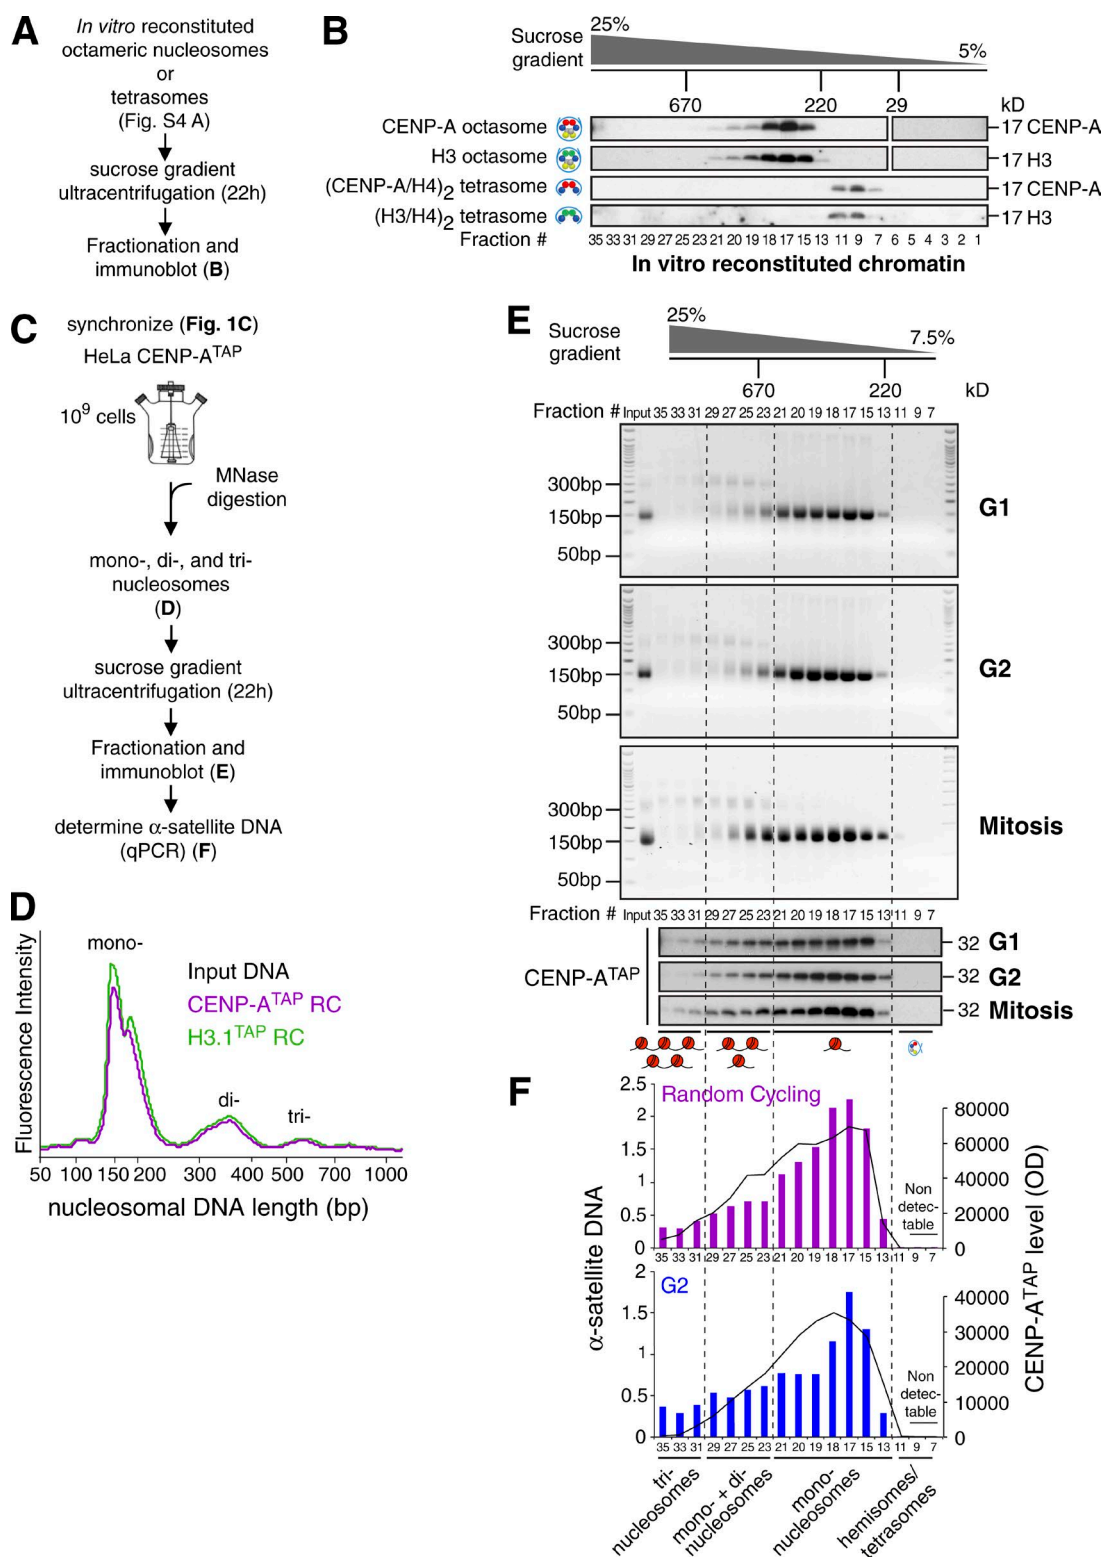 A
In vitro reconstituted
octameric nucleosomes
or
tetrasomes
(Fig. S4 A)
sucrose gradient
ultracentrifugation (22h)
Fractionation and
immunoblot (B)
B
Sucrose
gradient
25%
5%
670
220
29
kD
CENP-A octasome
17 CENP-A
H3 octasome
17 H3
(CENP-A/H4)2 tetrasome
17 CENP-A
(H3/H4)2 tetrasome
17 H3
Fraction #
35 33 31 29 27 25 23 21 20 19 18 17 15 13 11 9 7 6 5 4 3 2 1
In vitro reconstituted chromatin
C
synchronize (Fig. 1C)
HeLa CENP-ATAP
10^9 cells
MNase
digestion
mono-, di-, and tri-
nucleosomes
(D)
sucrose gradient
ultracentrifugation (22h)
Fractionation and
immunoblot (E)
determine α-satellite DNA
(qPCR) (F)
D
Fluorescence Intensity
mono-
Input DNA
CENP-ATAP RC
H3.1TAP RC
di-
tri-
50 100 150 200 300 400 500 700 1000
nucleosomal DNA length (bp)
E
Sucrose
gradient
25%
7.5%
670
220
kD
Fraction # Input 35 33 31 29 27 25 23 21 20 19 18 17 15 13 11 9 7
300bp
150bp
50bp
G1
300bp
150bp
50bp
G2
300bp
150bp
50bp
Mitosis
Fraction # Input 35 33 31 29 27 25 23 21 20 19 18 17 15 13 11 9 7
CENP-ATAP
32 G1
32 G2
32 Mitosis
F
α-satellite DNA
CENP-ATAP level (OD)
Random Cycling
2.5
2
1.5
1
0.5
0
80000
60000
40000
20000
0
Non
detec-
table
35 33 31 29 27 25 23 21 20 19 18 17 15 13 11 9 7
G2
2
1.5
1
0.5
0
40000
30000
20000
10000
0
Non
detec-
table
35 33 31 29 27 25 23 21 20 19 18 17 15 13 11 9 7
tri-
nucleosomes
mono- + di-
nucleosomes
mono-
nucleosomes
hemisomes/
tetrasomes